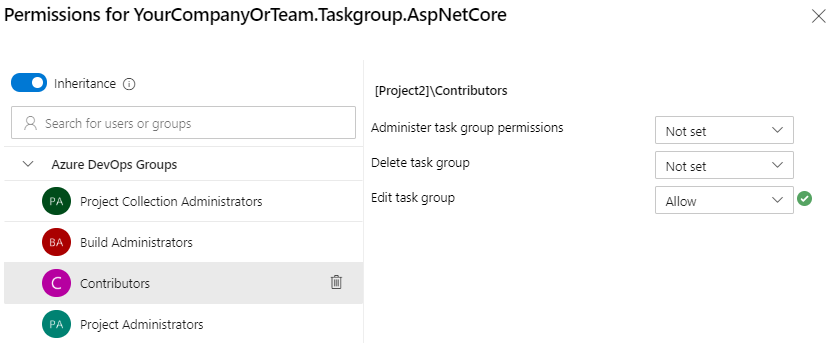 Permissions for YourCompanyOrTeam.Taskgroup.AspNetCore
Inheritance
Search for users or groups
Azure DevOps Groups
PA Project Collection Administrators
BA Build Administrators
C Contributors
PA Project Administrators
[Project2]\Contributors
Administer task group permissions Not set
Delete task group Not set
Edit task group Allow